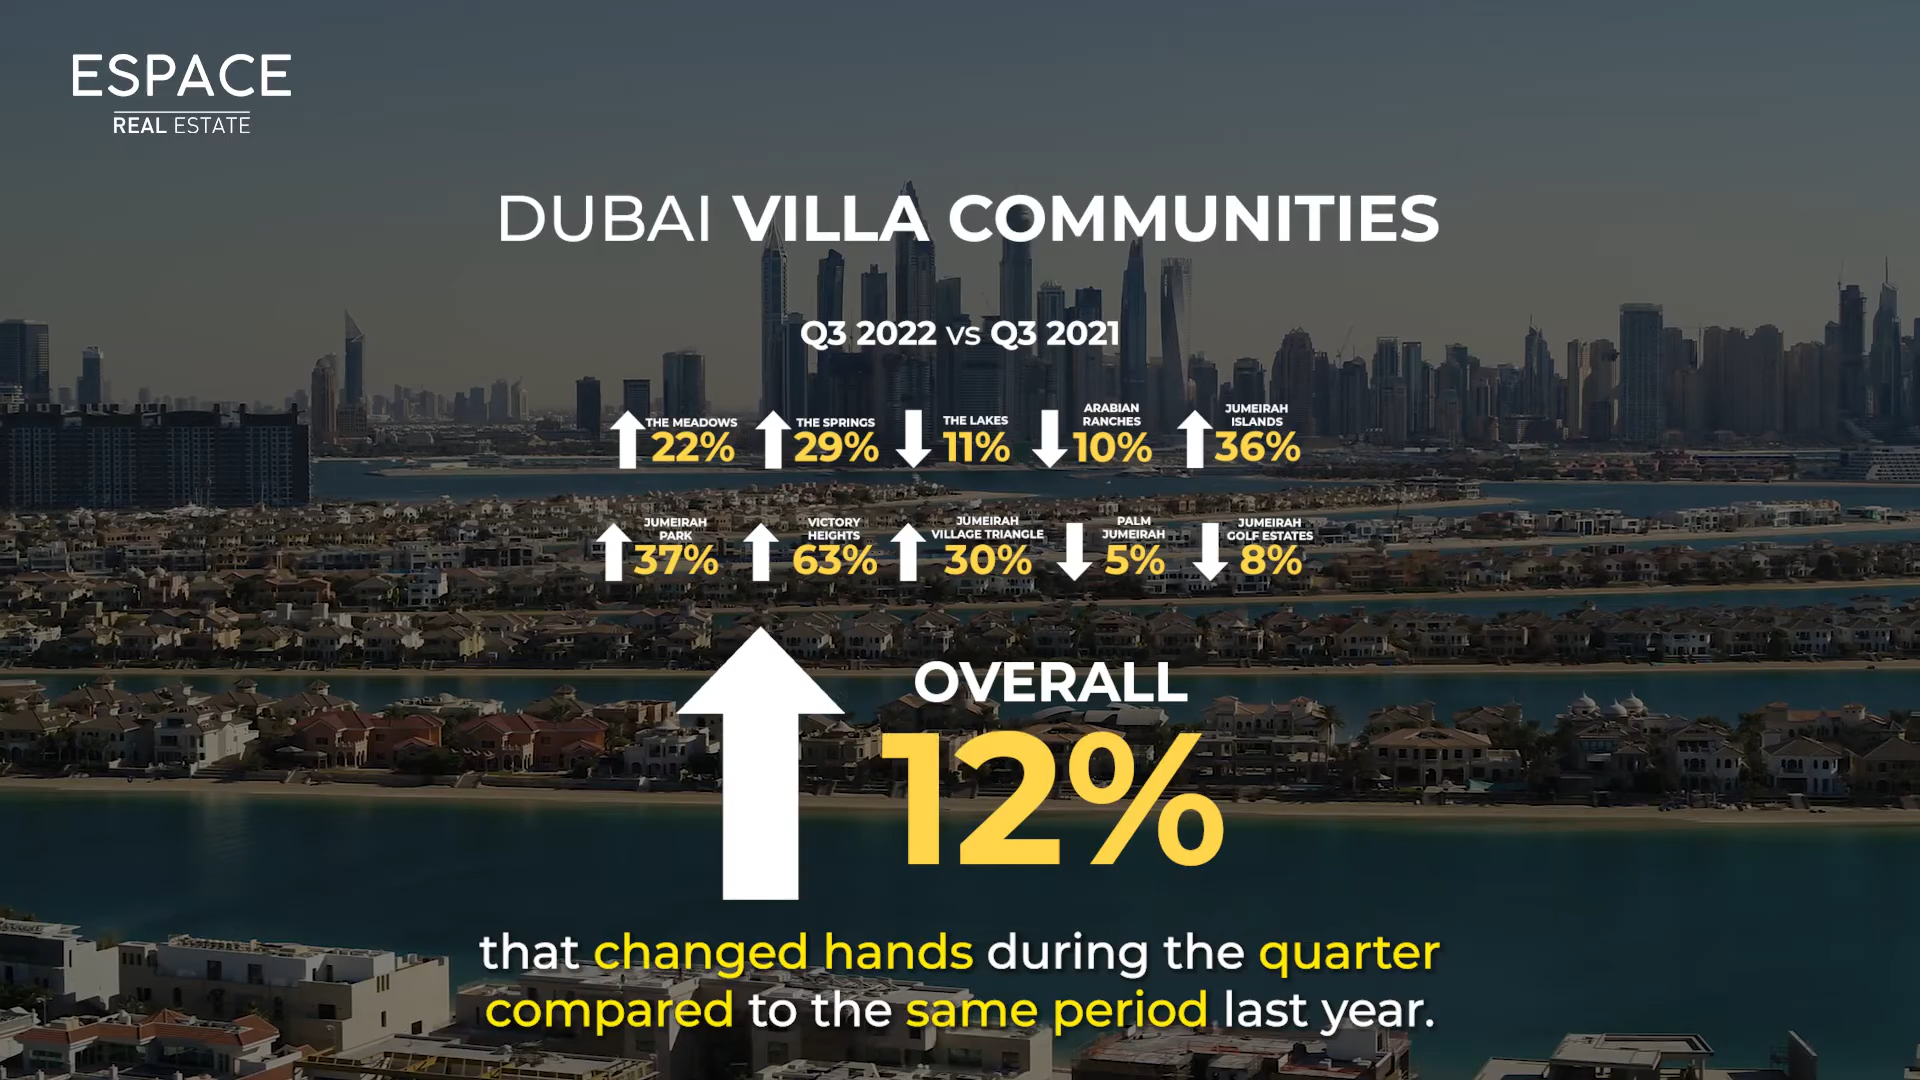 ESPACE
REAL ESTATE
DUBAI VILLA COMMUNITIES
Q3 2022 vs Q3 2021
THE MEADOWS
22%
THE SPRINGS
29%
THE LAKES
11%
ARABIAN
RANCHES
10%
JUMEIRAH
ISLANDS
36%
JUMEIRAH
PARK
37%
VICTORY
HEIGHTS
63%
JUMEIRAH
VILLAGE TRIANGLE
30%
PALM
JUMEIRAH
5%
JUMEIRAH
GOLF ESTATES
8%
OVERALL
12%
that changed hands during the quarter
compared to the same period last year.